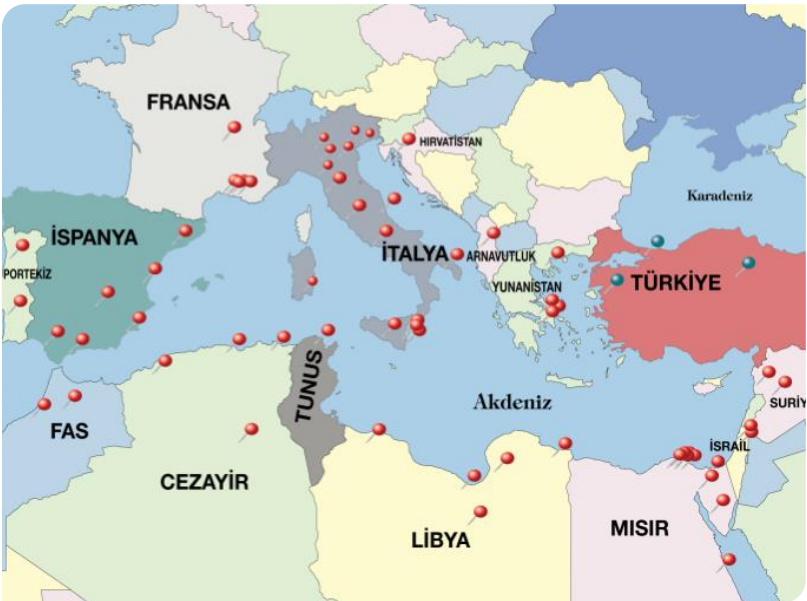 FRANSA
HIRVATİSTAN
Karadeniz
İSPANYA
İTALYA
ARNAVUTLUK
PORTEKİZ
YUNANİSTAN
TÜRKİYE
TUNUS
Akdeniz
SURİY
FAS
İSRAİL
CEZAYİR
LİBYA
MISIR